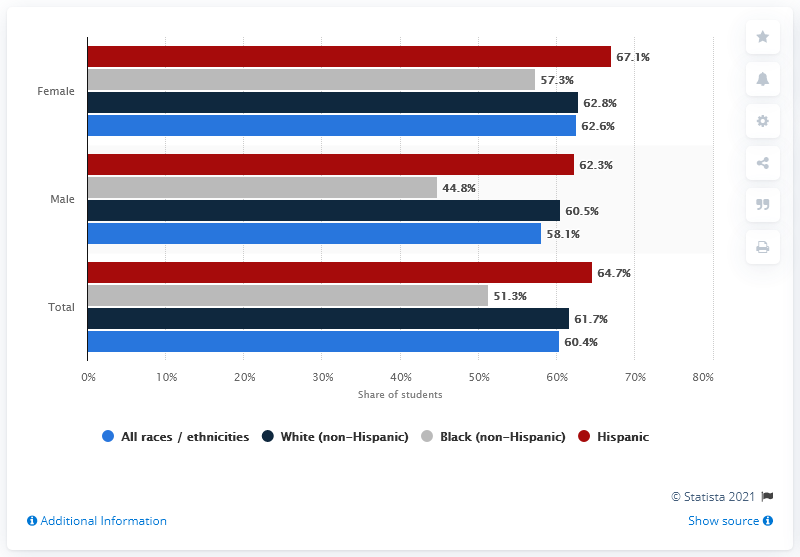 67.1%
57.3%
Female
62.8%
62.6%
62.3%
44.8%
Male
60.5%
58.1%
64.7%
51.3%
Total
61.7%
60.4%
0% 10% 20% 30% 40% 50% 60% 70% 80%
Share of students
All races / ethnicities White (non-Hispanic) Black (non-Hispanic) Hispanic
© Statista 2021
Additional Information Show source